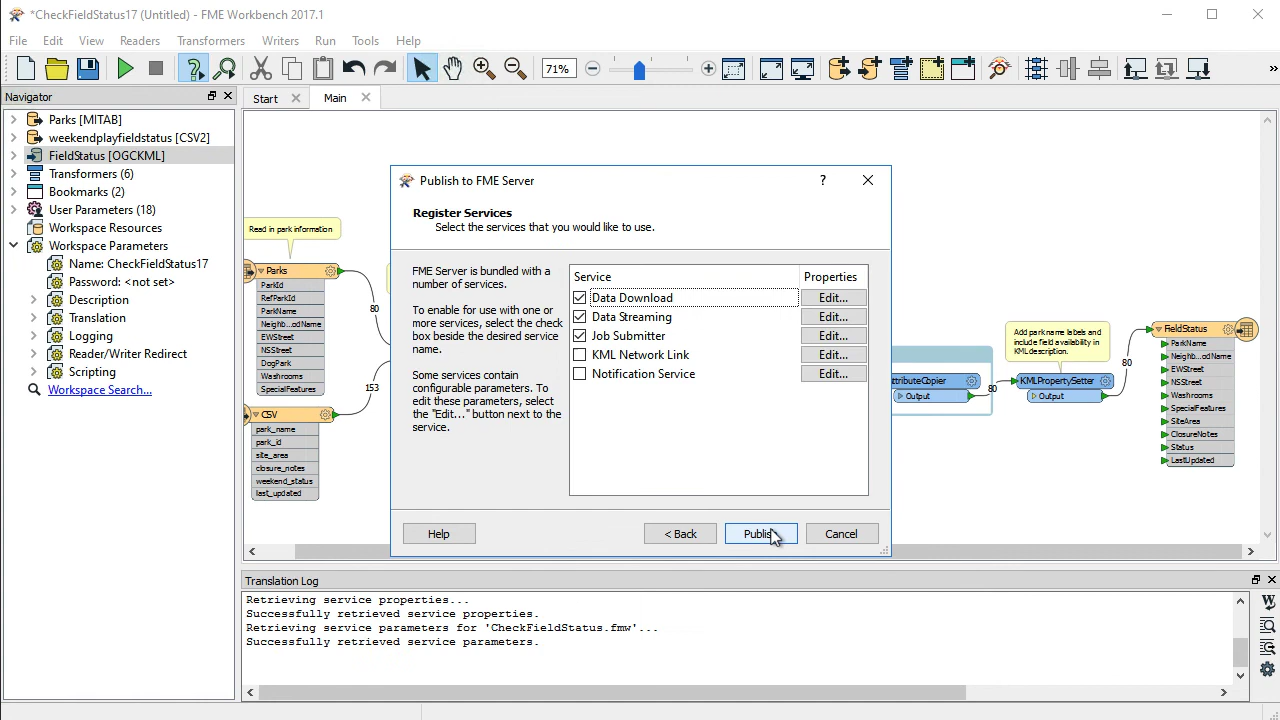 *CheckFieldStatus17 (Untitled) - FME Workbench 2017.1
File Edit View Readers Transformers Writers Run Tools Help
71%
Navigator
Start
Main
Parks [MITAB]
weekendplayfieldstatus [CSV2]
FieldStatus [OGCKML]
Transformers (6)
Bookmarks (2)
User Parameters (18)
Workspace Resources
Workspace Parameters
Name: CheckFieldStatus17
Password: <not set>
Description
Translation
Logging
Reader/Writer Redirect
Scripting
Workspace Search...
Read in park information
Parks
ParkId
RefParkId
ParkName
Neighb...odName
EWStreet
NSStreet
DogPark
Washrooms
SpecialFeatures
80
153
CSV
park_name
park_id
site_area
closure_notes
weekend_status
last_updated
Publish to FME Server
?
Register Services
Select the services that you would like to use.
FME Server is bundled with a
number of services.
To enable for use with one or
more services, select the check
box beside the desired service
name.
Some services contain
configurable parameters. To
edit these parameters, select
the "Edit..." button next to the
service.
Service Properties
Data Download Edit...
Data Streaming Edit...
Job Submitter Edit...
KML Network Link Edit...
Notification Service Edit...
Help
< Back
Publish
Cancel
ttributeCopier
Output
80
Add park name labels and
include field availability in
KML description.
KMLPropertySetter
Output
80
FieldStatus
ParkName
Neighb...odName
EWStreet
NSStreet
Washrooms
SpecialFeatures
SiteArea
ClosureNotes
Status
LastUpdated
Translation Log
Retrieving service properties...
Successfully retrieved service properties.
Retrieving service parameters for 'CheckFieldStatus.fmw'...
Successfully retrieved service parameters.